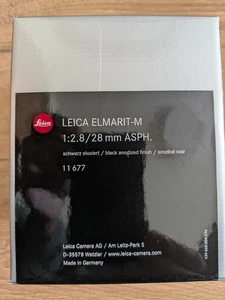 Leica
LEICA ELMARIT-M
1:2.8/28 mm ASPH.
schwarz eloxiert / black anodized finish / anodisé noir
11 677
Leica Camera AG / Am Leitz-Park 5
D-35578 Wetzlar / www.leica-camera.com
Made in Germany